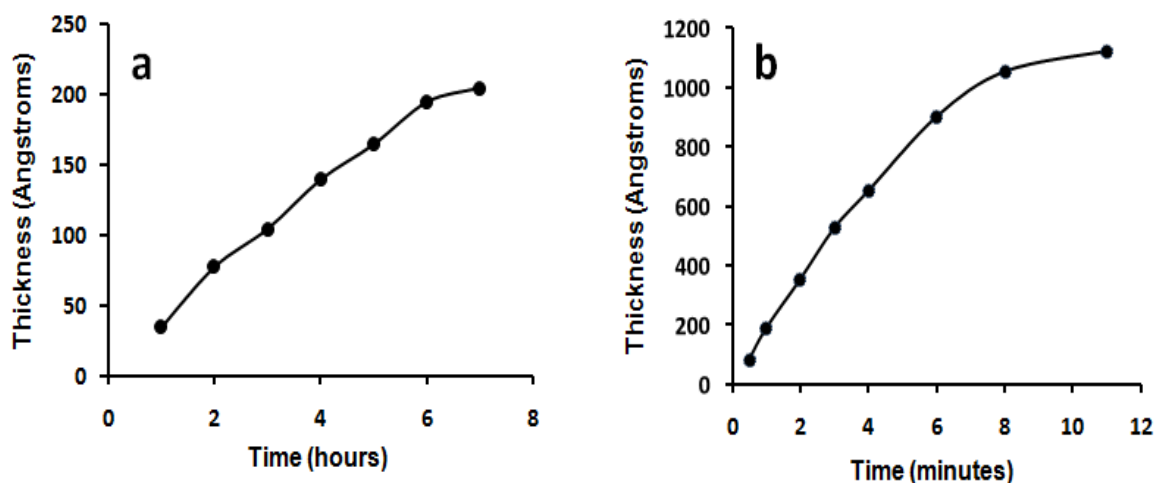 a
Thickness (Angstroms)
250
200
150
100
50
0
0 2 4 6 8
Time (hours)
b
Thickness (Angstroms)
1200
1000
800
600
400
200
0
0 2 4 6 8 10 12
Time (minutes)